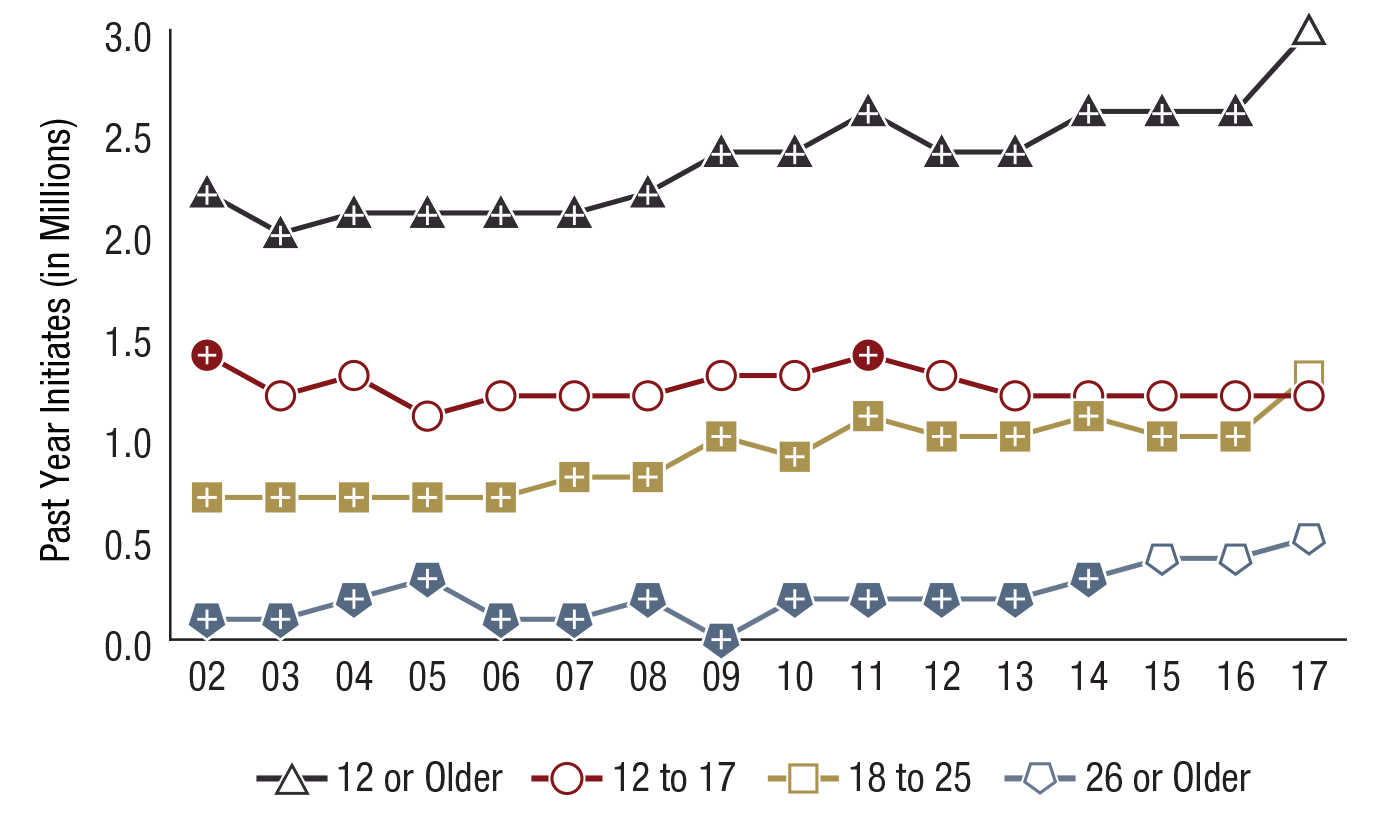 Past Year Initiates (in Millions)
3.0
2.5
2.0
1.5
1.0
0.5
0.0
02 03 04 05 06 07 08 09 10 11 12 13 14 15 16 17
12 or Older 12 to 17 18 to 25 26 or Older